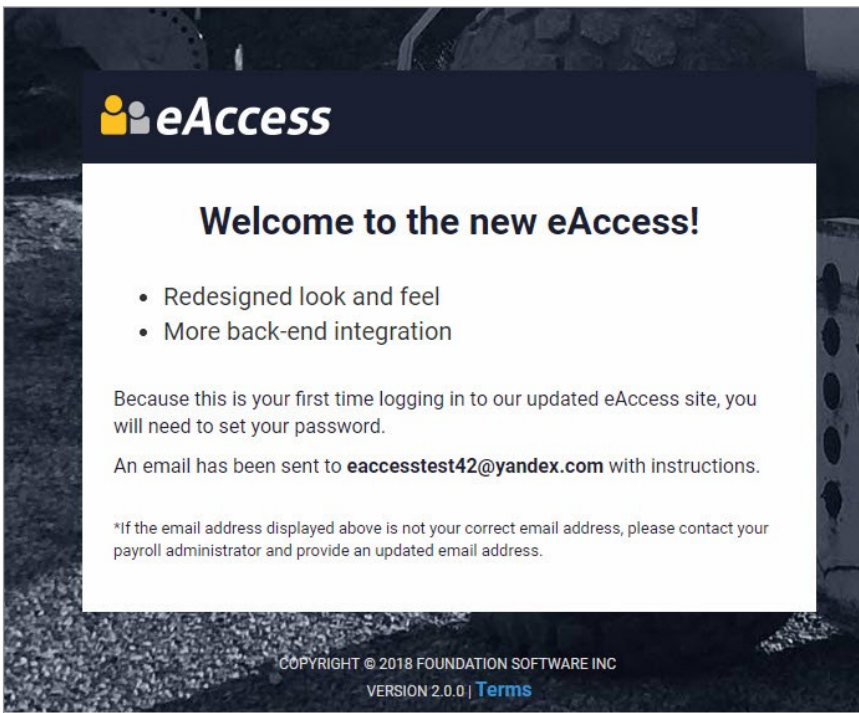 eAccess
Welcome to the new eAccess!
• Redesigned look and feel
• More back-end integration
Because this is your first time logging in to our updated eAccess site, you
will need to set your password.
An email has been sent to eaccesstest42@yandex.com with instructions.
*If the email address displayed above is not your correct email address, please contact your
payroll administrator and provide an updated email address.
COPYRIGHT © 2018 FOUNDATION SOFTWARE INC
VERSION 2.0.0 | Terms